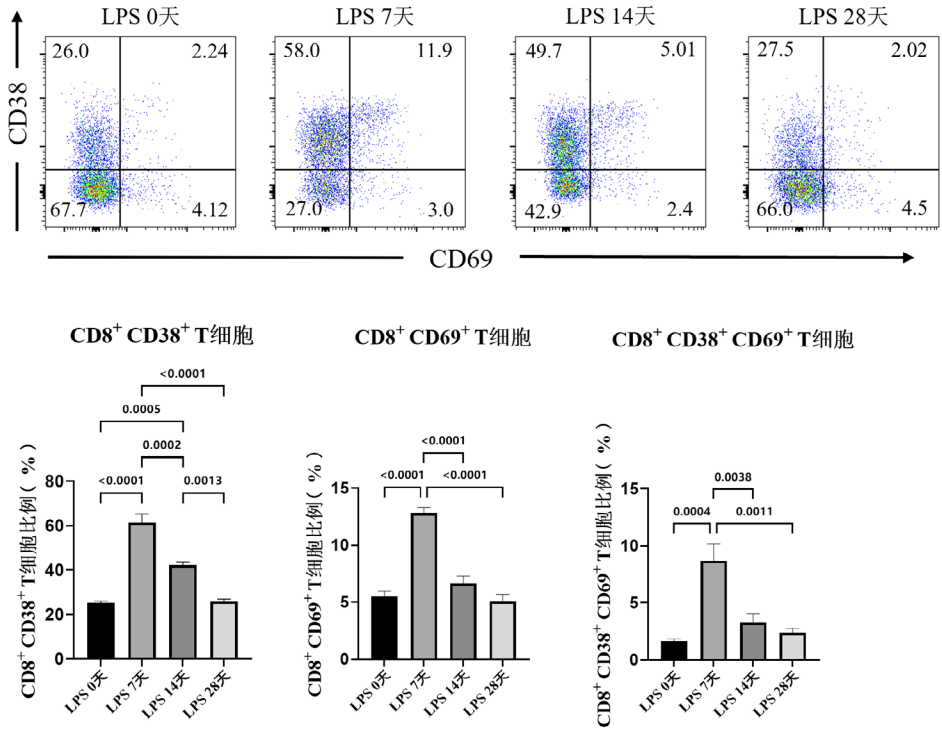 LPS 0天 LPS 7天 LPS 14天 LPS 28天
CD38
26.0 2.24 58.0 11.9 49.7 5.01 27.5 2.02
67.7 4.12 27.0 3.0 42.9 2.4 66.0 4.5
CD69
CD8+ CD38+ T细胞
CD8+ CD38+ T细胞比例(%)
<0.0001
0.0005
0.0002
<0.0001 0.0013
80
60
40
20
0
LPS 0天 LPS 7天 LPS 14天 LPS 28天
CD8+ CD69+ T细胞
CD8+ CD69+ T细胞比例(%)
<0.0001
<0.0001 <0.0001
15
10
5
0
LPS 0天 LPS 7天 LPS 14天 LPS 28天
CD8+ CD38+ CD69+ T细胞
CD8+ CD38+ CD69+ T细胞比例(%)
0.0038
0.0004 0.0011
15
10
5
0
LPS 0天 LPS 7天 LPS 14天 LPS 28天